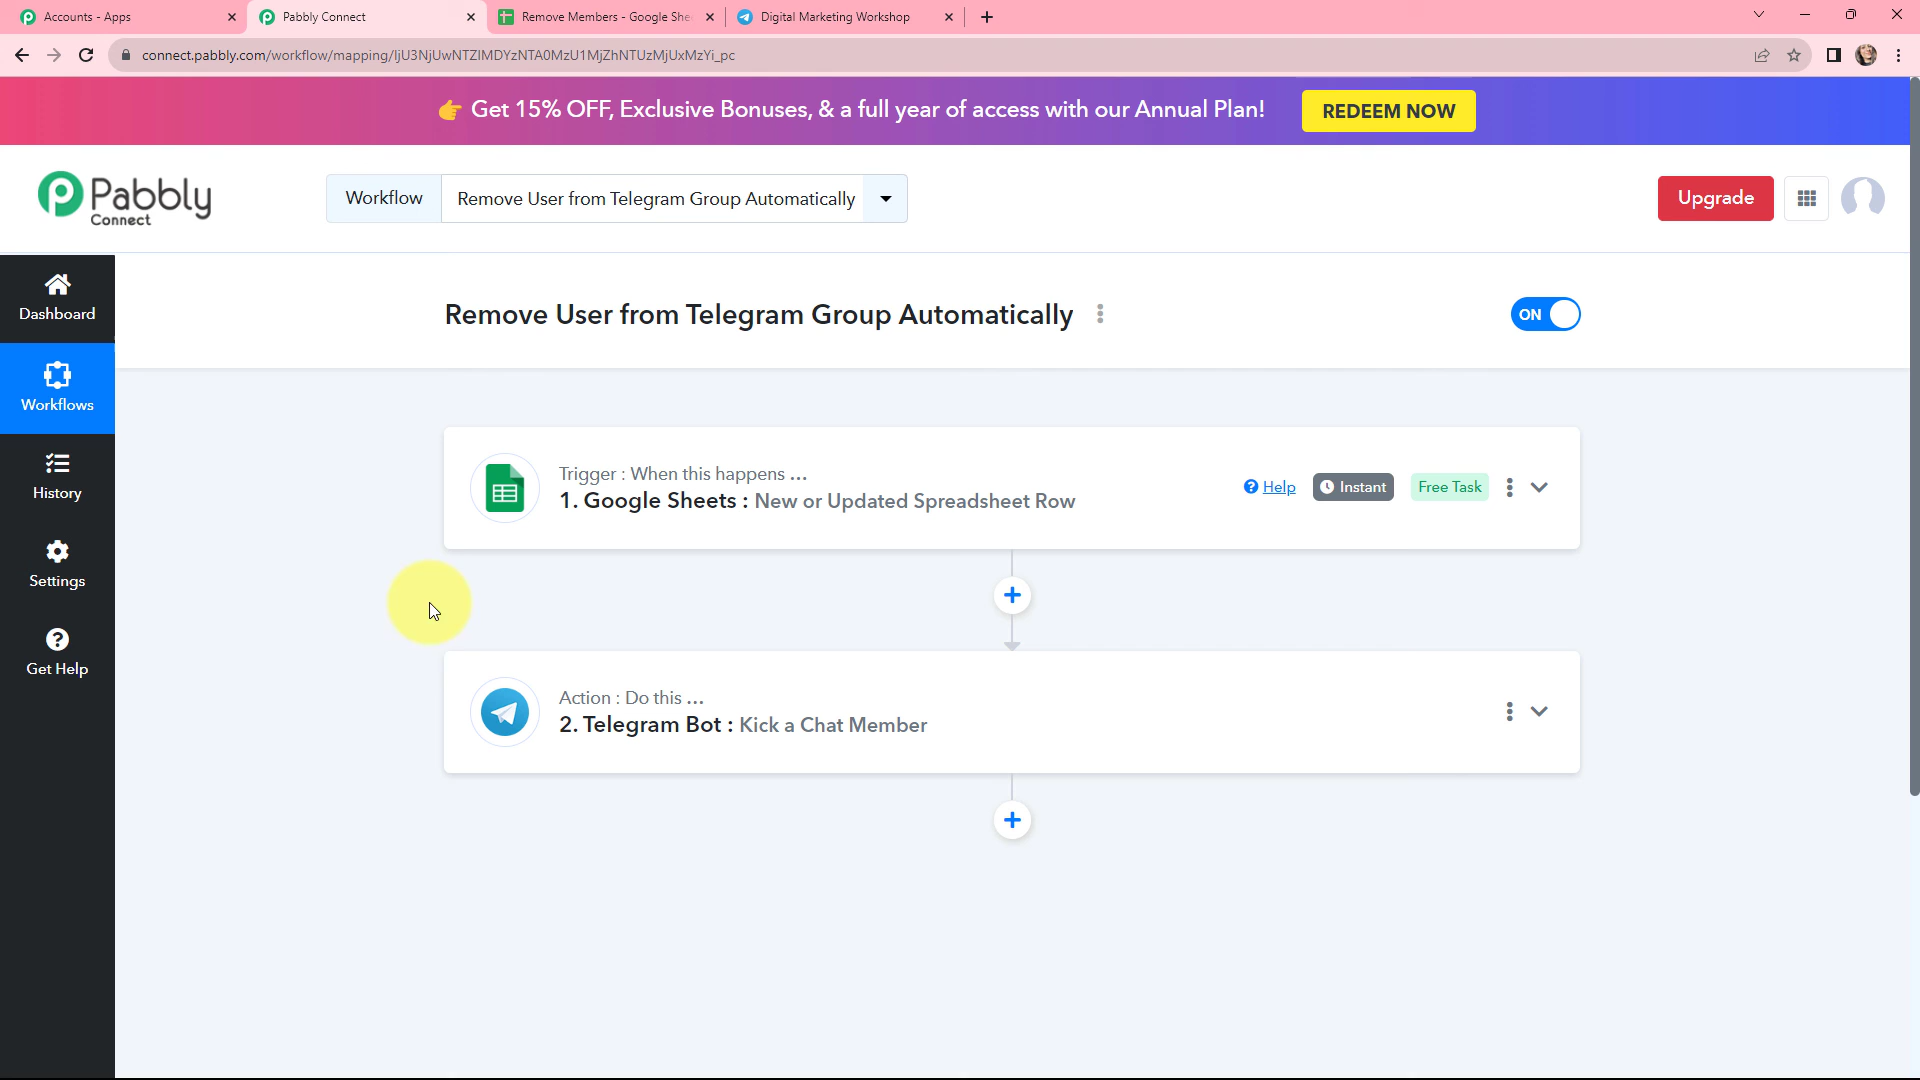 Accounts - Apps
Pabbly Connect
Remove Members - Google She
Digital Marketing Workshop
connect.pabbly.com/workflow/mapping/IjU3NjUwNTZIMDYzNTA0MzU1MjZhNTUzMjUxMzYi_pc
👉 Get 15% OFF, Exclusive Bonuses, & a full year of access with our Annual Plan!
REDEEM NOW
Pabbly
Connect
Workflow
Remove User from Telegram Group Automatically
Upgrade
Dashboard
Workflows
History
Settings
Get Help
Remove User from Telegram Group Automatically
ON
Trigger : When this happens ...
1. Google Sheets : New or Updated Spreadsheet Row
Help
Instant
Free Task
Action : Do this ...
2. Telegram Bot : Kick a Chat Member